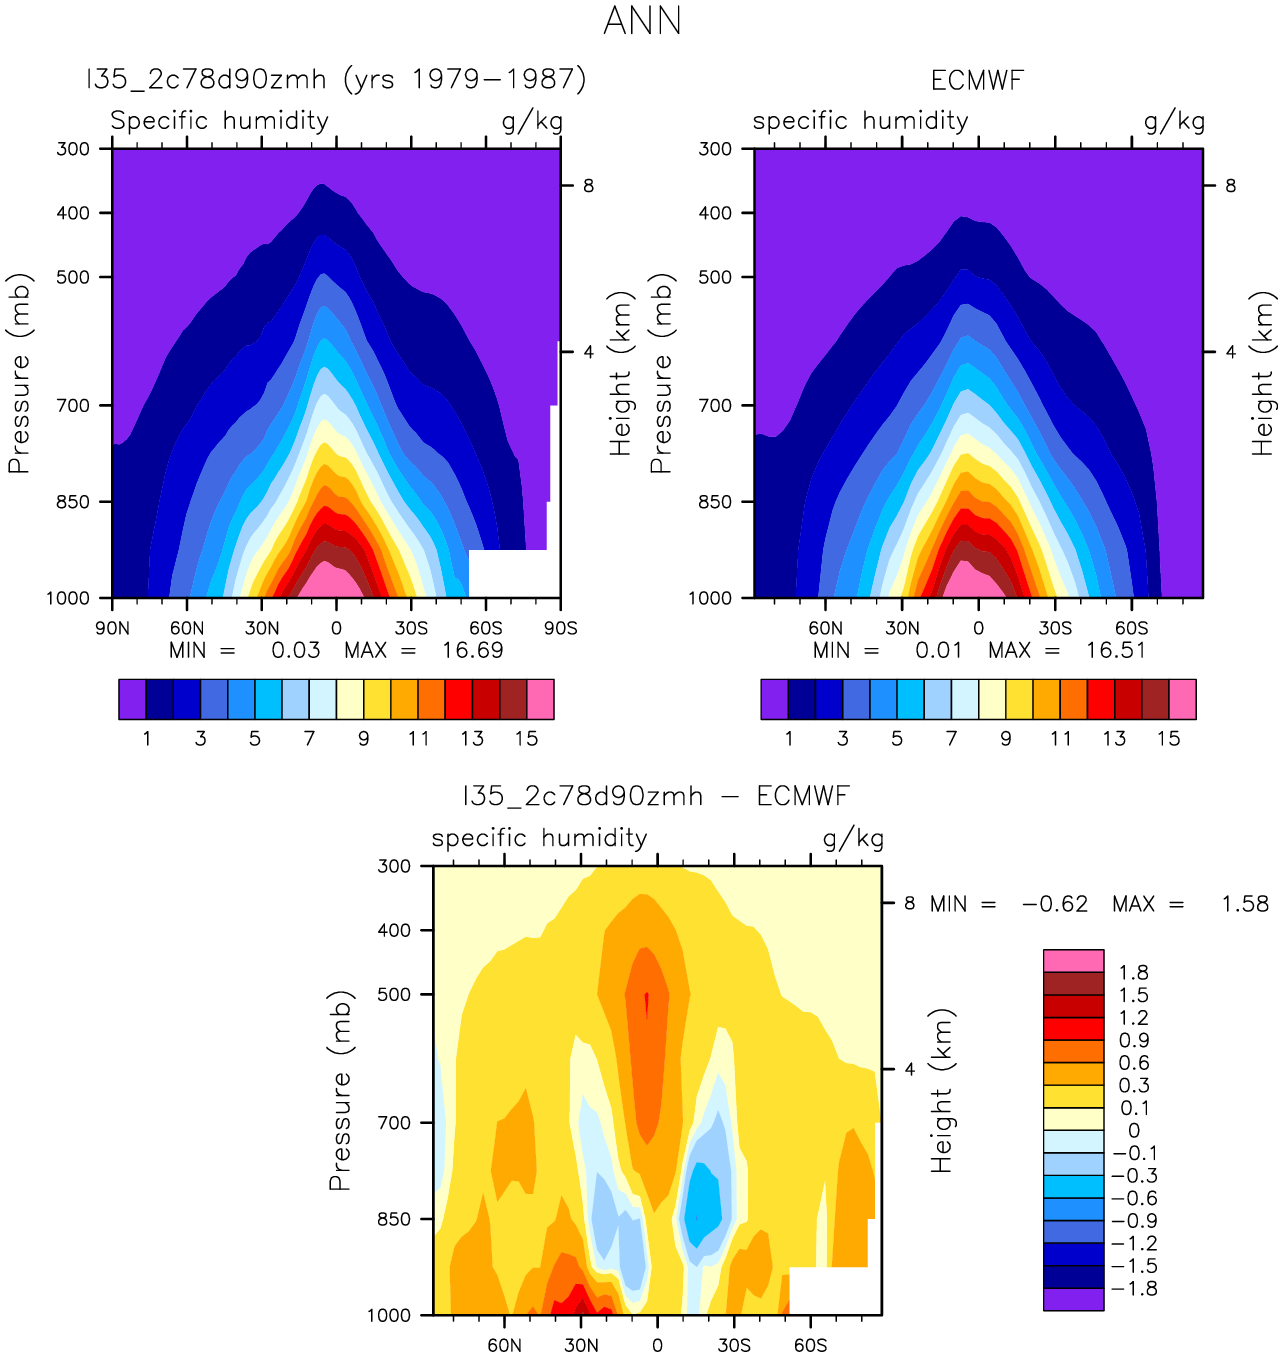 ANN
l35_2c78d90zmh (yrs 1979−1987)
Specific humidity g/kg
300
400
500
700
850
1000
Pressure (mb)
8
4
Height (km)
90N 60N 30N 0 30S 60S 90S
MIN = 0.03 MAX = 16.69
1 3 5 7 9 11 13 15
ECMWF
specific humidity g/kg
300
400
500
700
850
1000
Pressure (mb)
8
4
Height (km)
60N 30N 0 30S 60S
MIN = 0.01 MAX = 16.51
1 3 5 7 9 11 13 15
l35_2c78d90zmh − ECMWF
specific humidity g/kg
300
400
500
700
850
1000
Pressure (mb)
8
4
Height (km)
60N 30N 0 30S 60S
MIN = −0.62 MAX = 1.58
1.8
1.5
1.2
0.9
0.6
0.3
0.1
0
−0.1
−0.3
−0.6
−0.9
−1.2
−1.5
−1.8